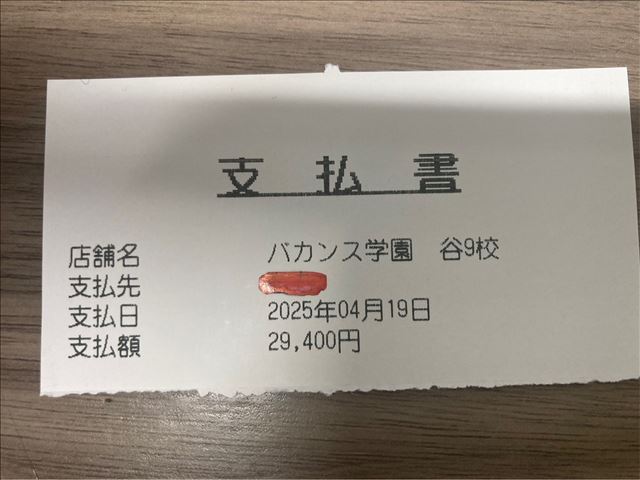 支払書
店舗名 バカンス学園 谷9校
支払先
支払日 2025年04月19日
支払額 29,400円